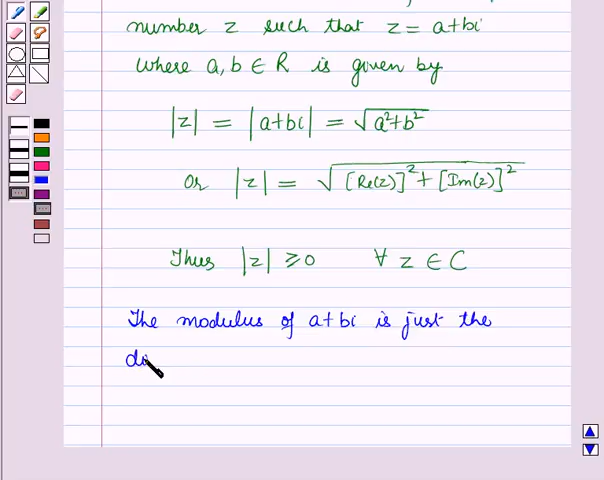 number z such that z = a+bi
where a, b ∈ R is given by
|z| = |a+bi| = √a²+b²
or |z| = √[Re(z)]² + [Im(z)]²
Thus |z| ⩾ 0 ∀ z ∈ C
The modulus of a+bi is just the
di